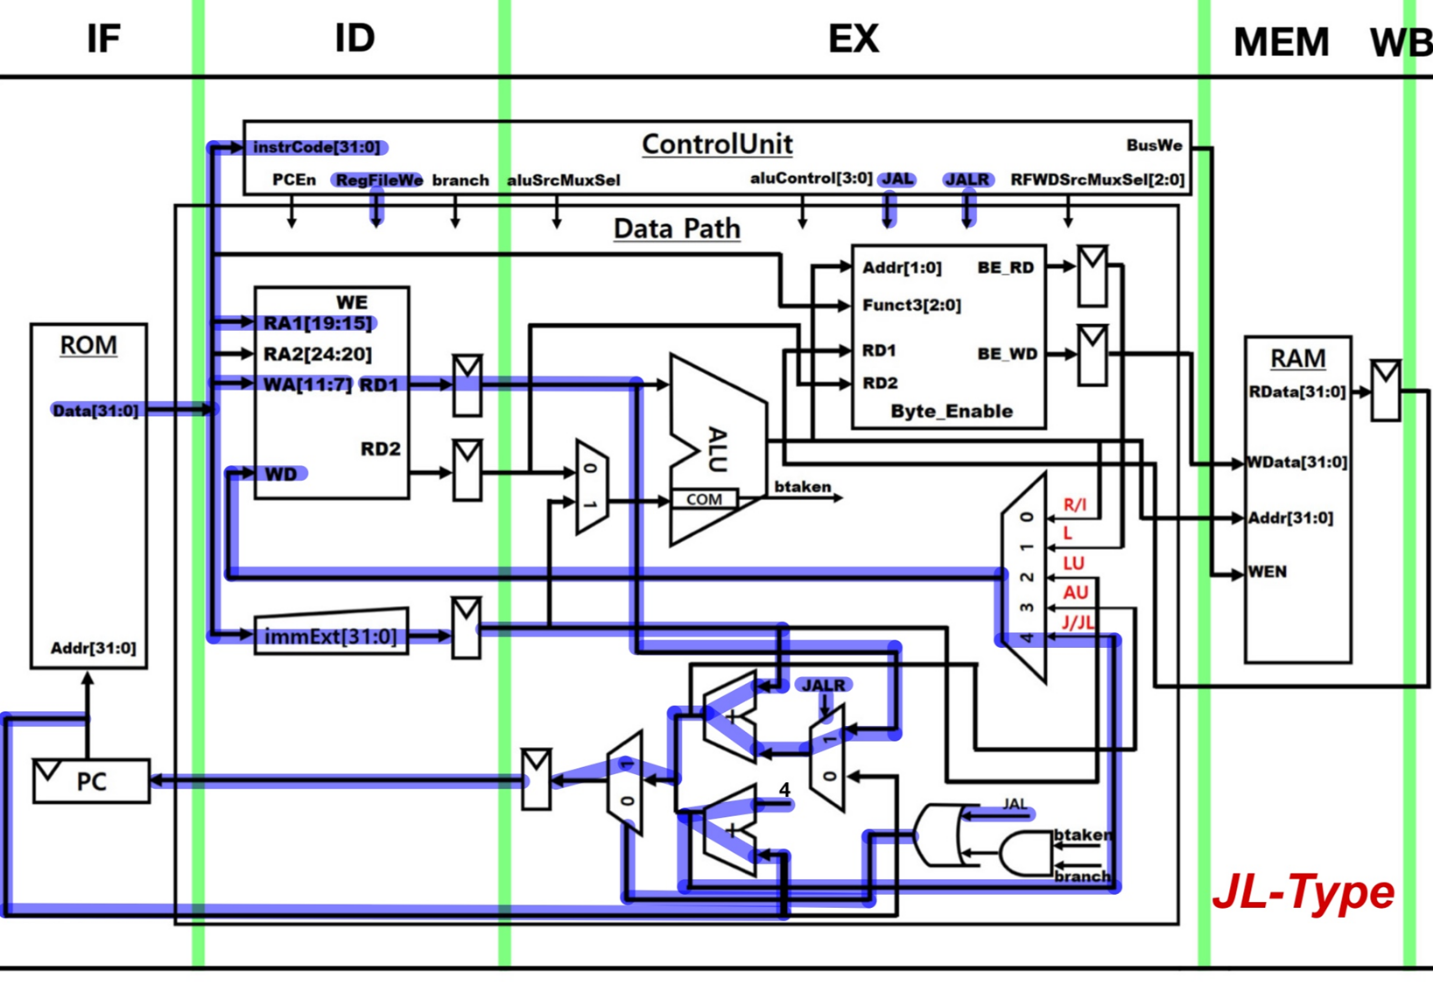 IF ID EX MEM WB
ControlUnit
instrCode[31:0]
BusWe
PCEn RegFileWe branch aluSrcMuxSel aluControl[3:0] JAL JALR RFWDSrcMuxSel[2:0]
Data Path
ROM
Data[31:0]
Addr[31:0]
PC
WE
RA1[19:15]
RA2[24:20]
WA[11:7] RD1
RD2
WD
immExt[31:0]
0
1
ALU
COM
btaken
Addr[1:0] BE_RD
Funct3[2:0]
RD1 BE_WD
RD2
Byte_Enable
0 R/I
1 L
2 LU
3 AU
4 J/JL
RAM
RData[31:0]
WData[31:0]
Addr[31:0]
WEN
JALR
+
1
0
1
0
4
+
JAL
btaken
branch
JL-Type